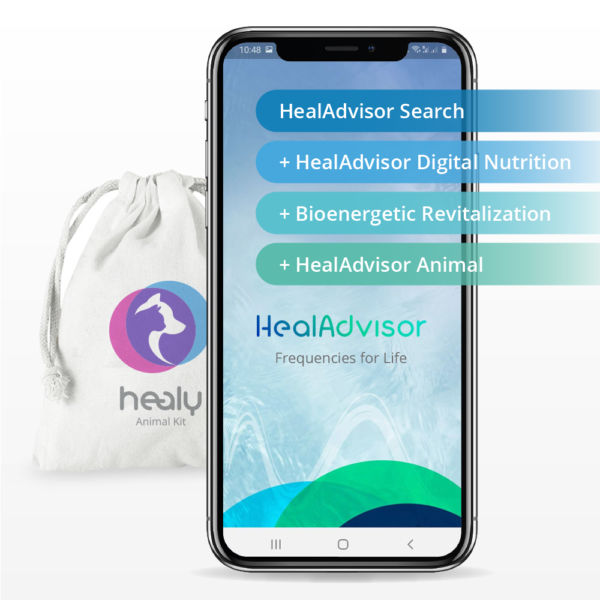 10:48
HealAdvisor Search
+ HealAdvisor Digital Nutrition
+ Bioenergetic Revitalization
+ HealAdvisor Animal
HealAdvisor
Frequencies for Life
healy
Animal Kit